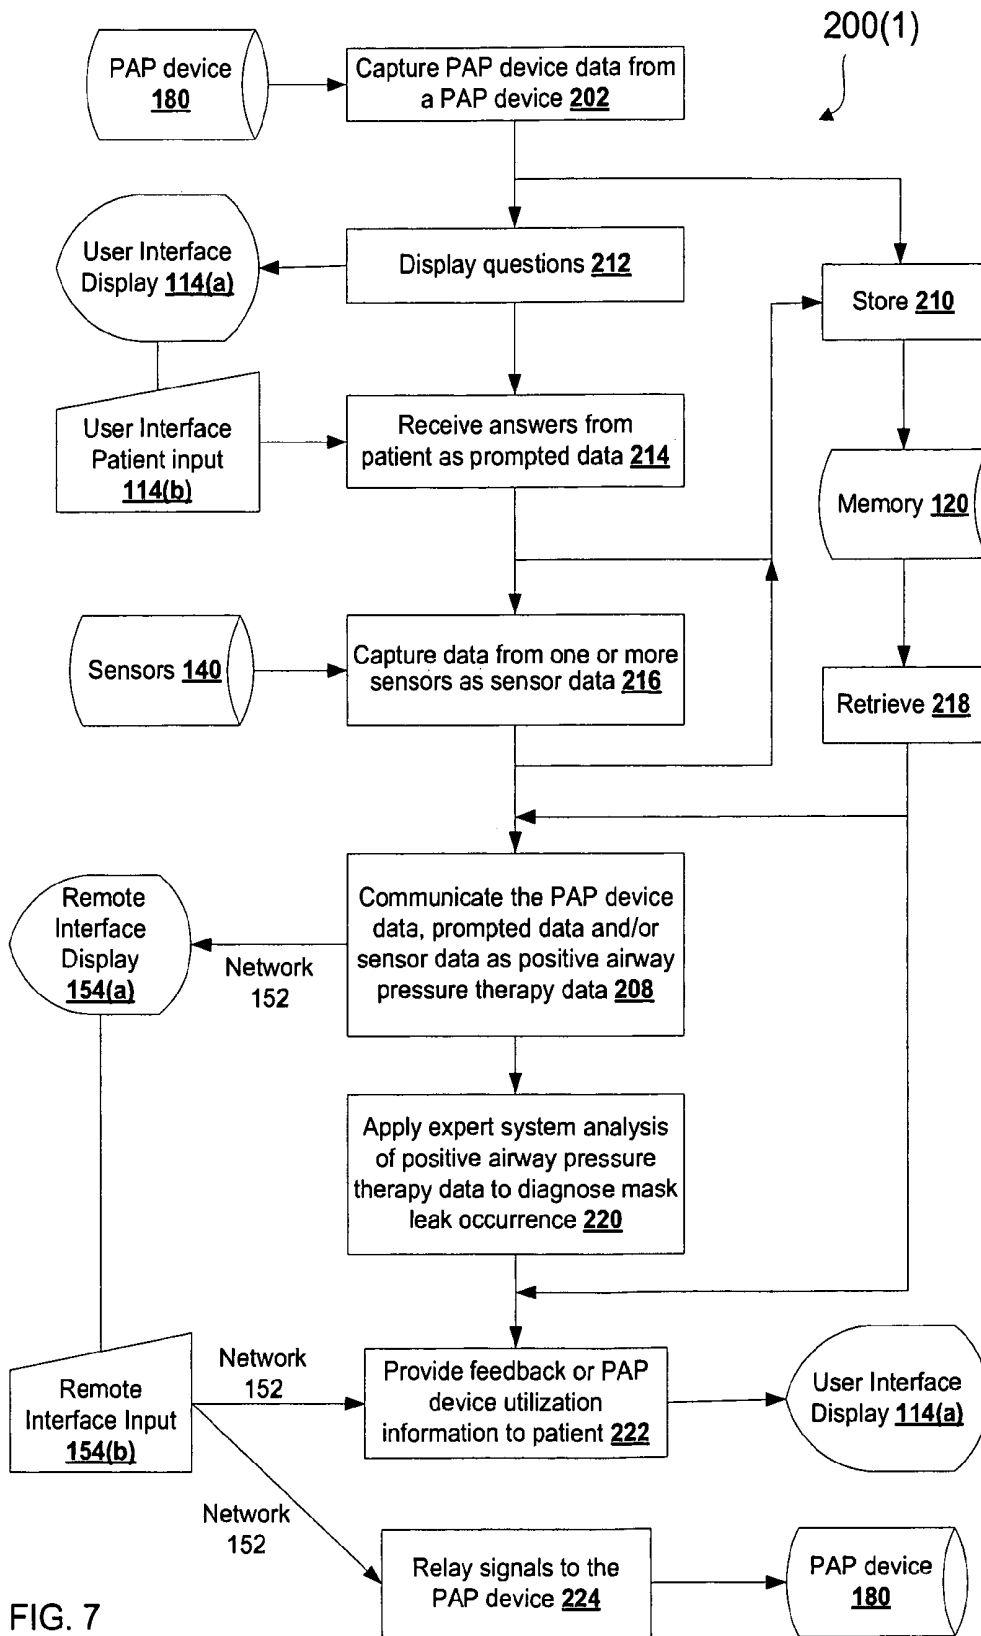 200(1)
PAP device
180
Capture PAP device data from
a PAP device 202
User Interface
Display 114(a)
Display questions 212
Store 210
User Interface
Patient input
114(b)
Receive answers from
patient as prompted data 214
Memory 120
Sensors 140
Capture data from one or more
sensors as sensor data 216
Retrieve 218
Remote
Interface
Display
154(a)
Network
152
Communicate the PAP device
data, prompted data and/or
sensor data as positive airway
pressure therapy data 208
Apply expert system analysis
of positive airway pressure
therapy data to diagnose mask
leak occurrence 220
Remote
Interface Input
154(b)
Network
152
Provide feedback or PAP
device utilization
information to patient 222
User Interface
Display 114(a)
Network
152
Relay signals to the
PAP device 224
PAP device
180
FIG. 7